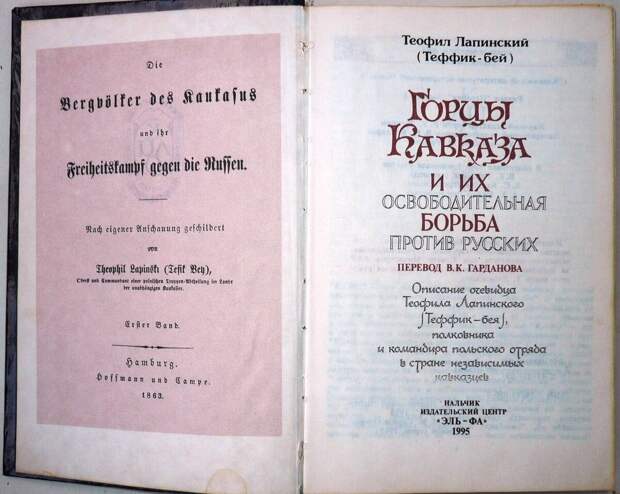 Die
Bergvölker des Kaukasus
und ihr
Freiheitskampf gegen die Russen.
Nach eigener Anschauung geschildert
von
Theophil Lapinski (Tefik Bey),
Oberst und Commandant einer polnischen Truppen-Abtheilung im Lande
der unabhängigen Kaukasier.
Erster Band.
Hamburg.
Hoffmann und Campe.
1863.
Теофил Лапинский
(Теффик-бей)
ГОРЦЫ
КАВКАЗА
И ИХ
ОСВОБОДИТЕЛЬНАЯ
БОРЬБА
ПРОТИВ РУССКИХ
ПЕРЕВОД В.К. ГАРДАНОВА
Описание очевидца
Теофила Лапинского
(Теффик-бея),
полковника
и командира польского отряда
в стране независимых
кавказцев
НАЛЬЧИК
ИЗДАТЕЛЬСКИЙ ЦЕНТР
«ЭЛЬ-ФА»
1995